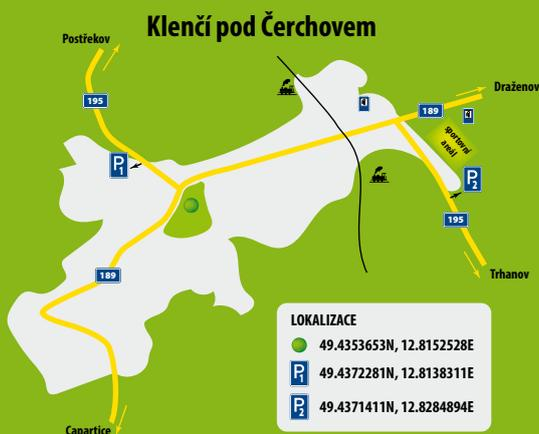 Klenčí pod Čerchovem
Postřekov
Draženov
195
189
sportovní
areál
P1
P2
195
189
Trhanov
LOKALIZACE
49.4353653N, 12.8152528E
P1 49.4372281N, 12.8138311E
P2 49.4371411N, 12.8284894E
Capartice